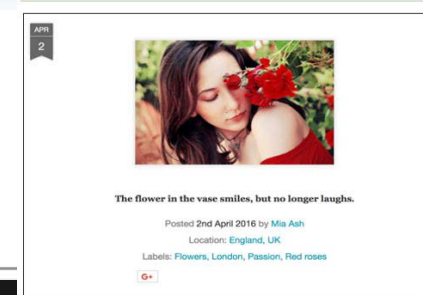 APR
2
The flower in the vase smiles, but no longer laughs.
Posted 2nd April 2016 by Mia Ash
Location: England, UK
Labels: Flowers, London, Passion, Red roses
G+